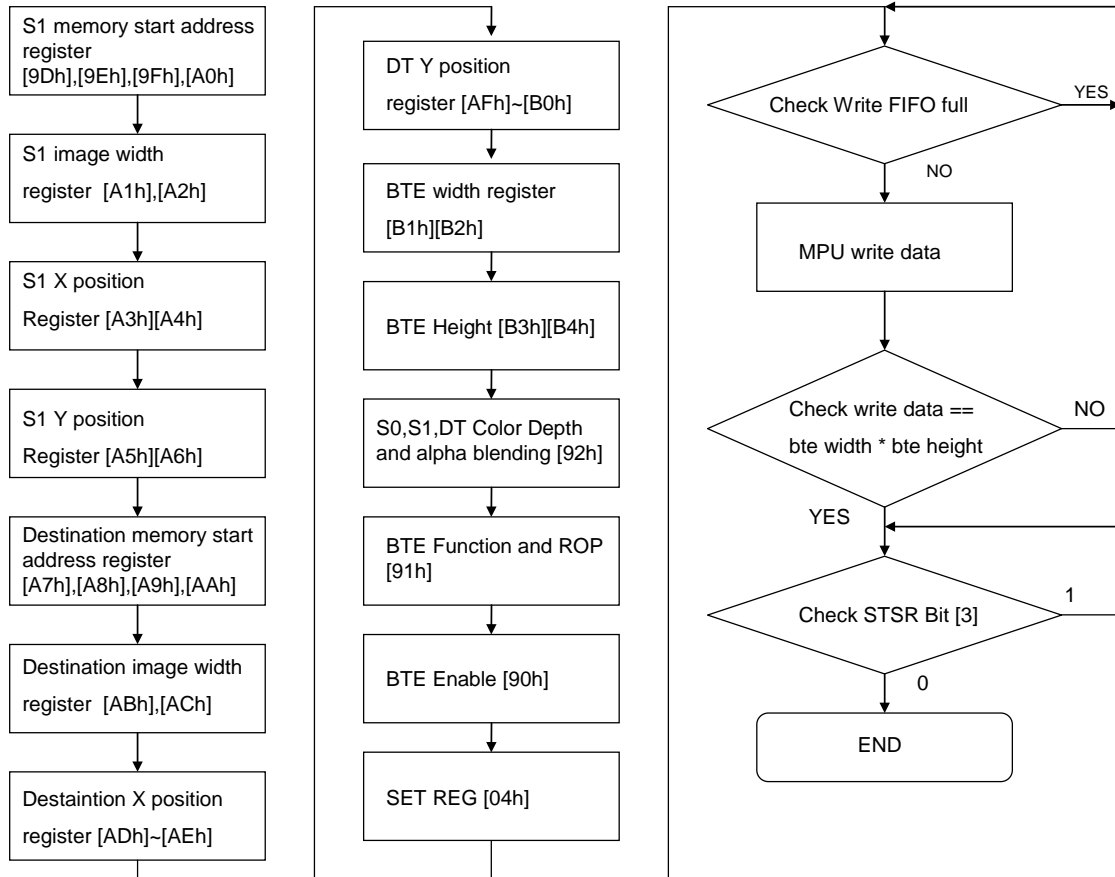 S1 memory start address
register
[9Dh],[9Eh],[9Fh],[A0h]
S1 image width
register  [A1h],[A2h]
S1 X position
Register [A3h][A4h]
S1 Y position
Register [A5h][A6h]
Destination memory start
address register
[A7h],[A8h],[A9h],[AAh]
Destination image width
register  [ABh],[ACh]
Destaintion X position
register [ADh]~[AEh]
DT Y position
register [AFh]~[B0h]
BTE width register
[B1h][B2h]
BTE Height [B3h][B4h]
S0,S1,DT Color Depth
and alpha blending [92h]
BTE Function and ROP
[91h]
BTE Enable [90h]
SET REG [04h]
Check Write FIFO full
YES
NO
MPU write data
Check write data ==
bte width * bte height
NO
YES
Check STSR Bit [3]
1
0
END